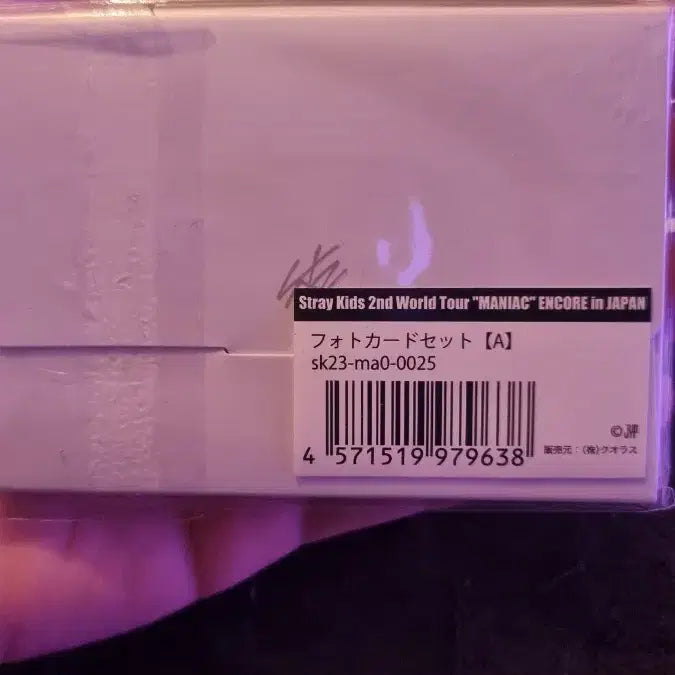 Stray Kids 2nd World Tour "MANIAC" ENCORE in JAPAN
フォトカードセット【A】
sk23-ma0-0025
4 571519 979638
©JYP
販売元:(株)クオラス